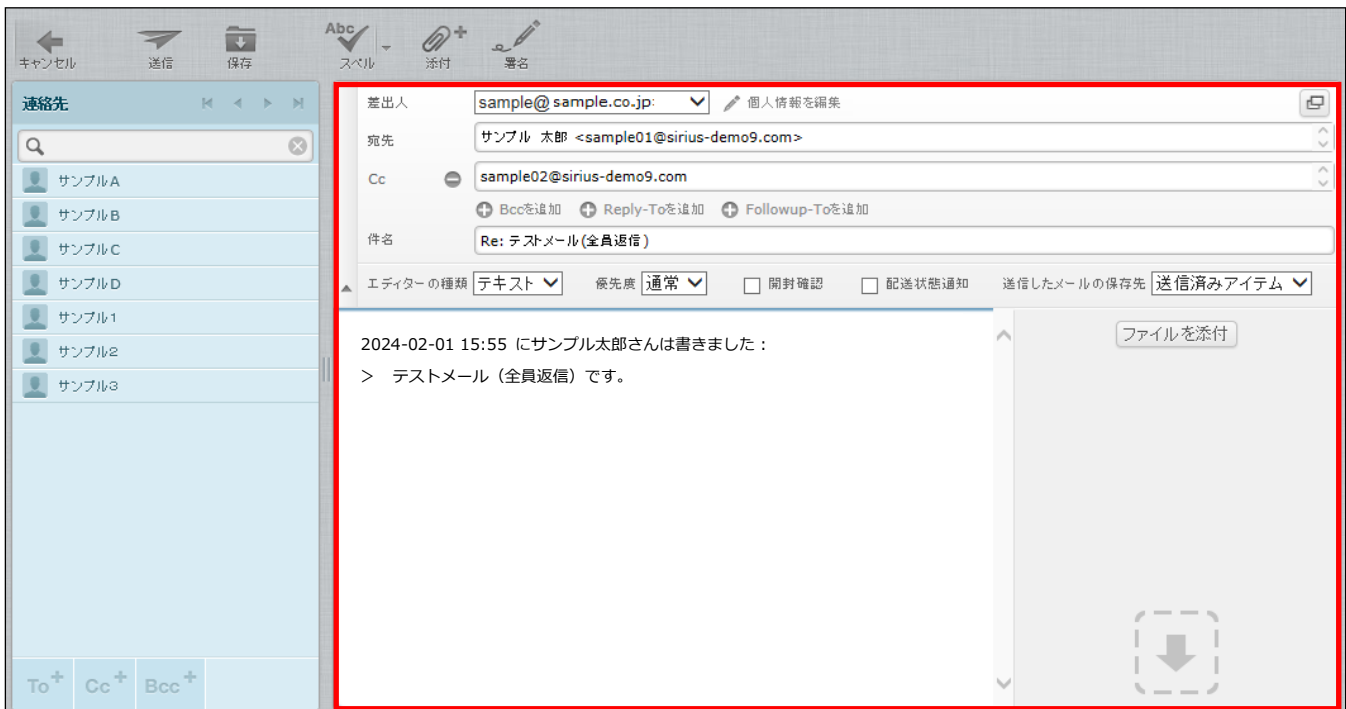 Abc
キャンセル 送信 保存 スペル 添付 署名
連絡先
サンプルA
サンプルB
サンプルC
サンプルD
サンプル1
サンプル2
サンプル3
To+ Cc+ Bcc+
差出人 sample@sample.co.jp: 個人情報を編集
宛先 サンプル 太郎 <sample01@sirius-demo9.com>
Cc sample02@sirius-demo9.com
Bccを追加 Reply-Toを追加 Followup-Toを追加
件名 Re: テストメール(全員返信)
エディターの種類 テキスト 優先度 通常 開封確認 配送状態通知 送信したメールの保存先 送信済みアイテム
2024-02-01 15:55 にサンプル太郎さんは書きました：
＞ テストメール（全員返信）です。
ファイルを添付